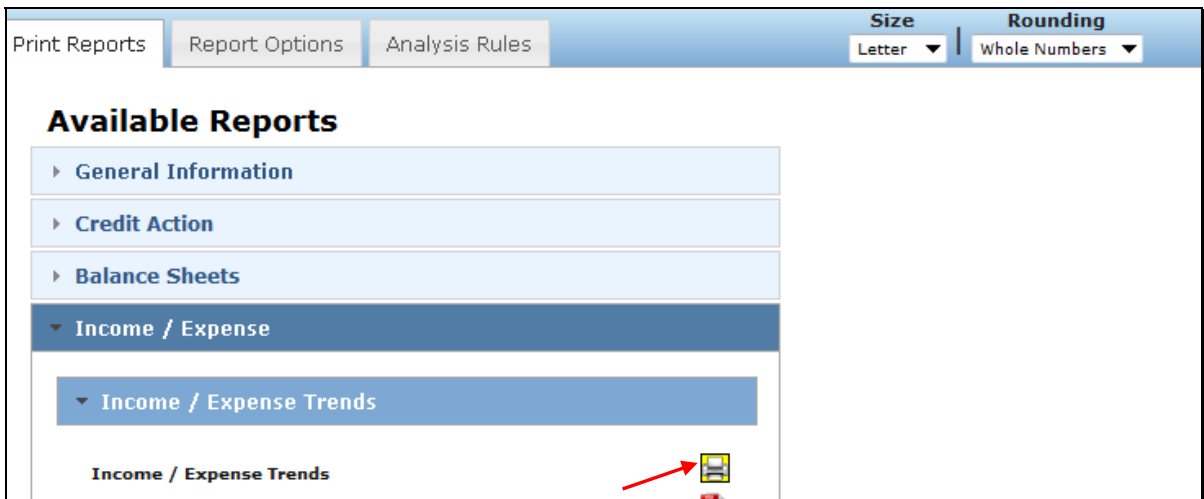 Size Rounding
Print Reports Report Options Analysis Rules Letter Whole Numbers
Available Reports
General Information
Credit Action
Balance Sheets
Income / Expense
Income / Expense Trends
Income / Expense Trends